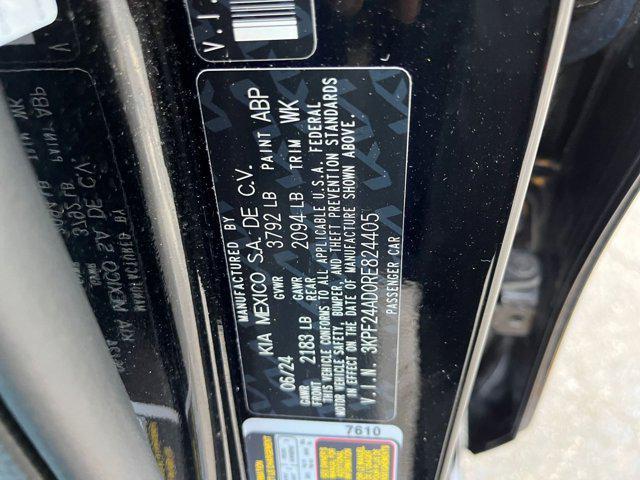 V.I.
MANUFACTURED BY
KIA MEXICO S.A. DE C.V.
06/24 GVWR 3792 LB PAINT ABP
GAWR FRONT 2183 LB GAWR REAR 2094 LB TRIM WK
THIS VEHICLE CONFORMS TO ALL APPLICABLE U.S.A. FEDERAL
MOTOR VEHICLE SAFETY, BUMPER, AND THEFT PREVENTION STANDARDS
IN EFFECT ON THE DATE OF MANUFACTURE SHOWN ABOVE.
V.I.N. 3KPF24AD0RE824405
PASSENGER CAR
7610